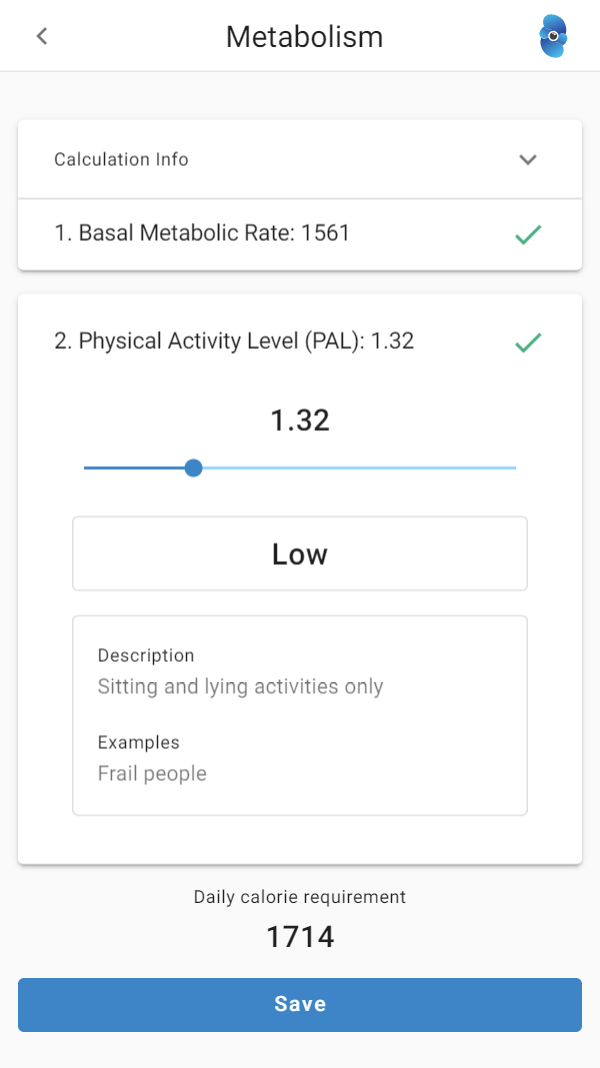 Metabolism
Calculation Info
1. Basal Metabolic Rate: 1561
2. Physical Activity Level (PAL): 1.32
1.32
Low
Description
Sitting and lying activities only
Examples
Frail people
Daily calorie requirement
1714
Save